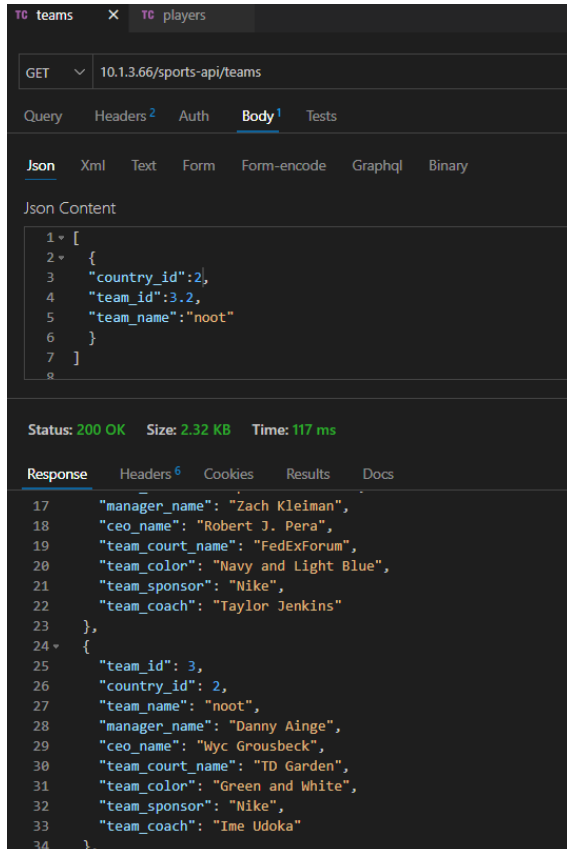 TC teams × TC players
GET 10.1.3.66/sports-api/teams
Query Headers 2 Auth Body 1 Tests
Json Xml Text Form Form-encode Graphql Binary
Json Content
1 [
2 {
3 "country_id":2,
4 "team_id":3.2,
5 "team_name":"noot"
6 }
7 ]
8
Status: 200 OK Size: 2.32 KB Time: 117 ms
Response Headers 6 Cookies Results Docs
17 "manager_name": "Zach Kleiman",
18 "ceo_name": "Robert J. Pera",
19 "team_court_name": "FedExForum",
20 "team_color": "Navy and Light Blue",
21 "team_sponsor": "Nike",
22 "team_coach": "Taylor Jenkins"
23 },
24 {
25 "team_id": 3,
26 "country_id": 2,
27 "team_name": "noot",
28 "manager_name": "Danny Ainge",
29 "ceo_name": "Wyc Grousbeck",
30 "team_court_name": "TD Garden",
31 "team_color": "Green and White",
32 "team_sponsor": "Nike",
33 "team_coach": "Ime Udoka"
34 },